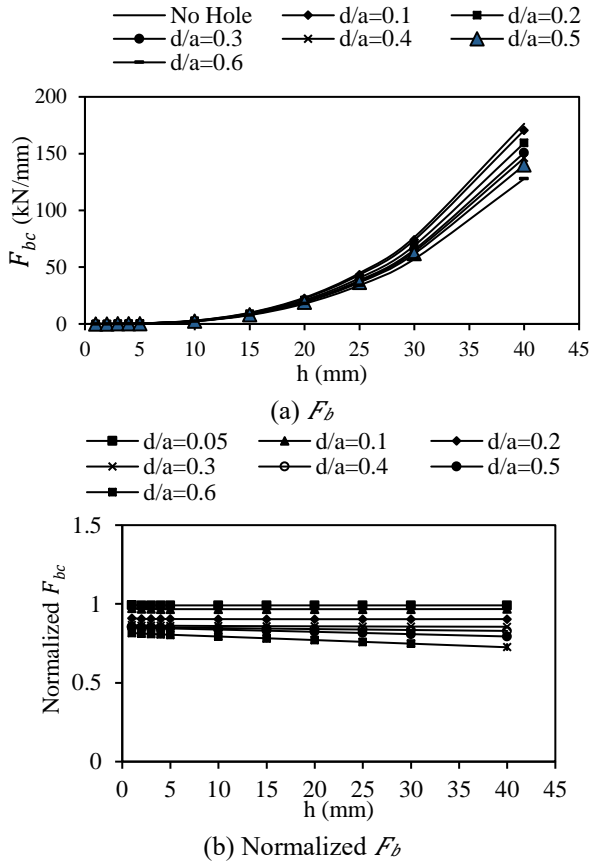 No Hole d/a=0.1 d/a=0.2
d/a=0.3 d/a=0.4 d/a=0.5
d/a=0.6
200
150
100
50
0
F_bc (kN/mm)
0 5 10 15 20 25 30 35 40 45
h (mm)
(a) F_b
d/a=0.05 d/a=0.1 d/a=0.2
d/a=0.3 d/a=0.4 d/a=0.5
d/a=0.6
1.5
1
0.5
0
Normalized F_bc
0 5 10 15 20 25 30 35 40 45
h (mm)
(b) Normalized F_b